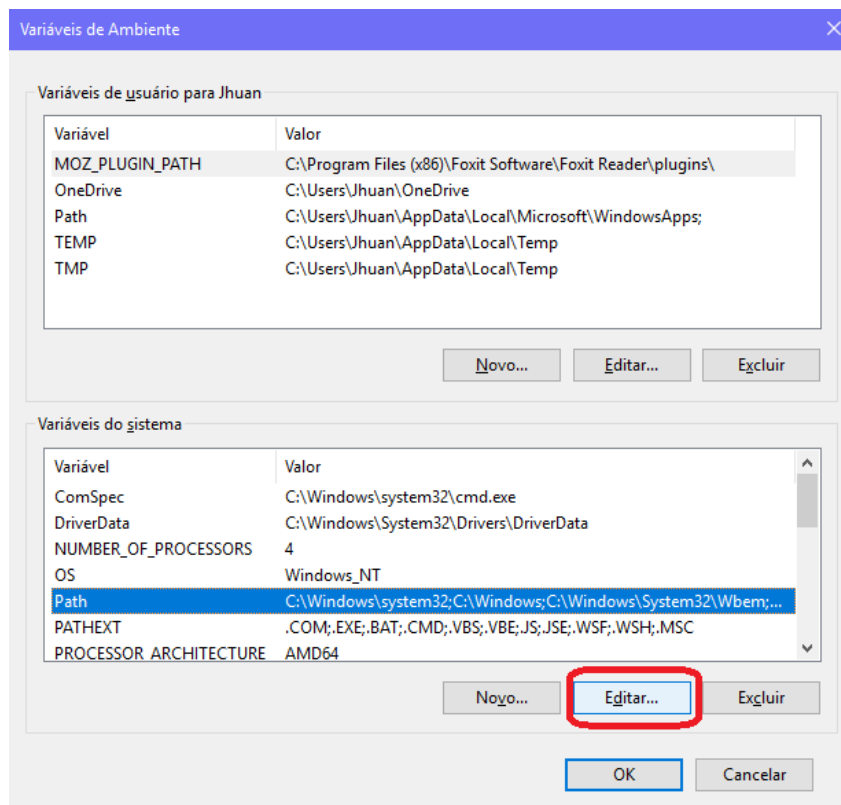 Variáveis de Ambiente
Variáveis de usuário para Jhuan
Variável Valor
MOZ_PLUGIN_PATH C:\Program Files (x86)\Foxit Software\Foxit Reader\plugins\
OneDrive C:\Users\Jhuan\OneDrive
Path C:\Users\Jhuan\AppData\Local\Microsoft\WindowsApps;
TEMP C:\Users\Jhuan\AppData\Local\Temp
TMP C:\Users\Jhuan\AppData\Local\Temp
Novo... Editar... Excluir
Variáveis do sistema
Variável Valor
ComSpec C:\Windows\system32\cmd.exe
DriverData C:\Windows\System32\Drivers\DriverData
NUMBER_OF_PROCESSORS 4
OS Windows_NT
Path C:\Windows\system32;C:\Windows;C:\Windows\System32\Wbem;...
PATHEXT .COM;.EXE;.BAT;.CMD;.VBS;.VBE;.JS;.JSE;.WSF;.WSH;.MSC
PROCESSOR_ARCHITECTURE AMD64
Novo... Editar... Excluir
OK Cancelar